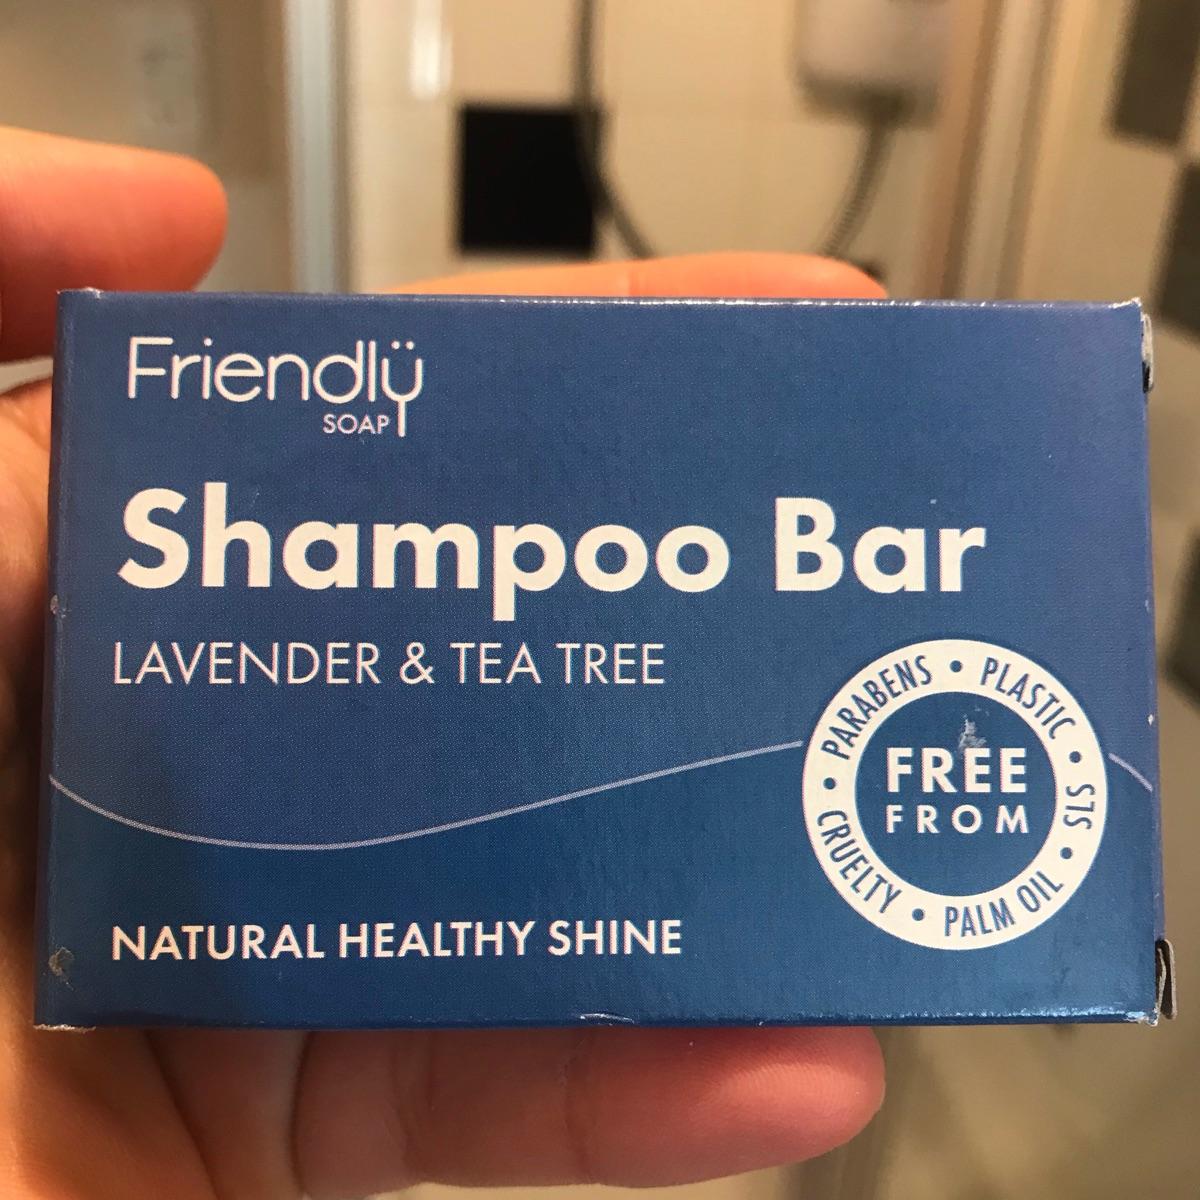 Friendlÿ
SOAP
Shampoo Bar
LAVENDER & TEA TREE
PARABENS • PLASTIC • SLS • PALM OIL • CRUELTY •
FREE
FROM
NATURAL HEALTHY SHINE